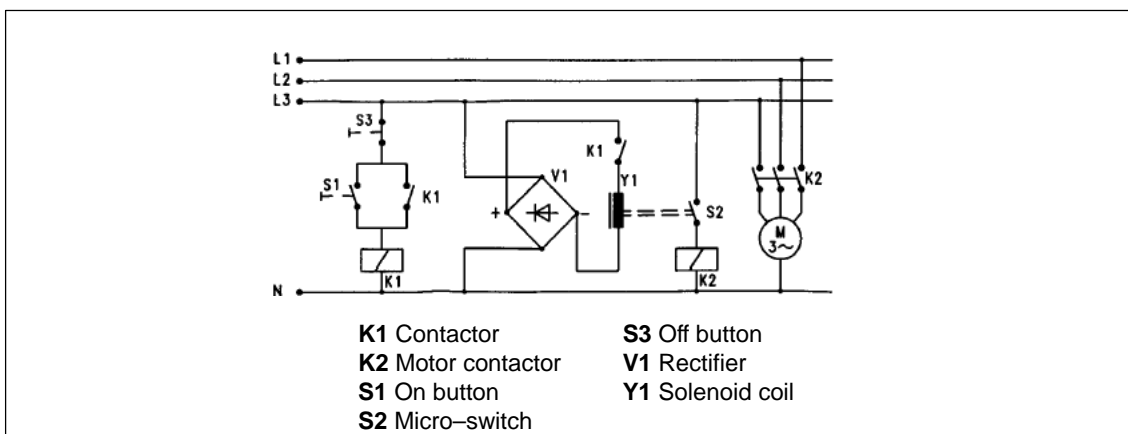 L1
L2
L3
S3
K1
S1
K1
V1
Y1
+
-
S2
K2
M
3~
K1
K2
N
K1 Contactor
S3 Off button
K2 Motor contactor
V1 Rectifier
S1 On button
Y1 Solenoid coil
S2 Micro–switch